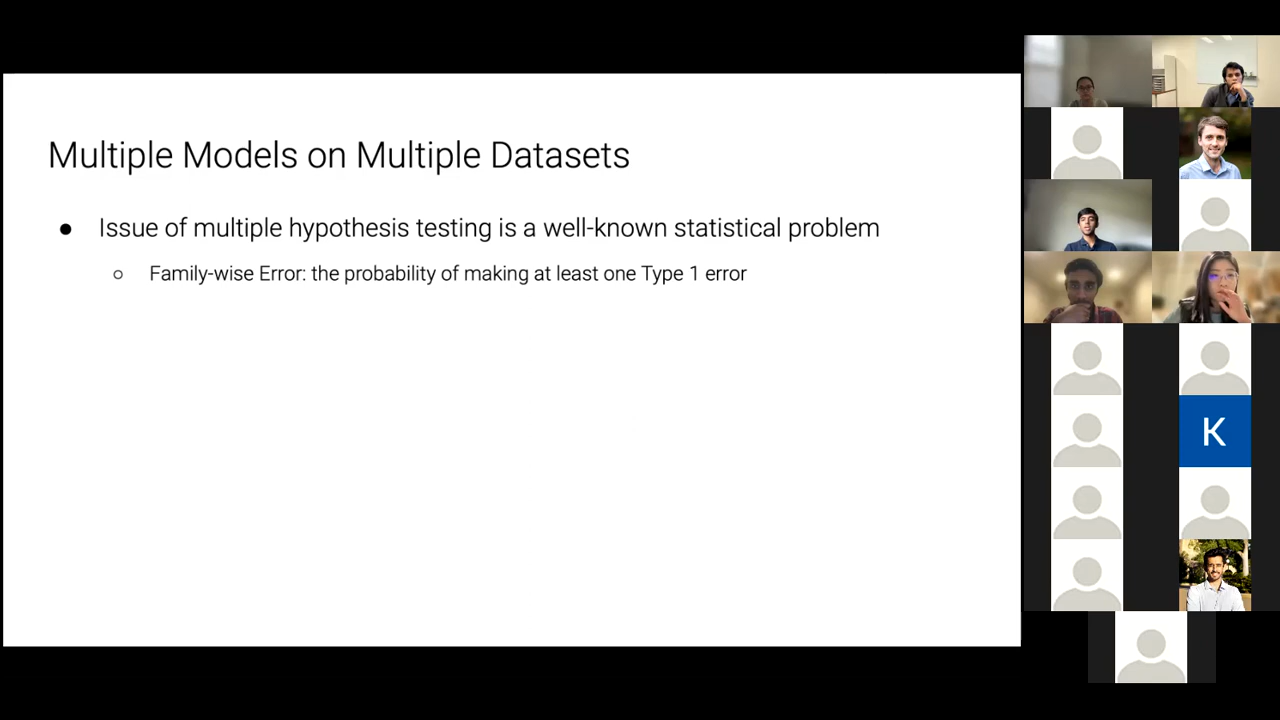 Multiple Models on Multiple Datasets
● Issue of multiple hypothesis testing is a well-known statistical problem
○ Family-wise Error: the probability of making at least one Type 1 error
K